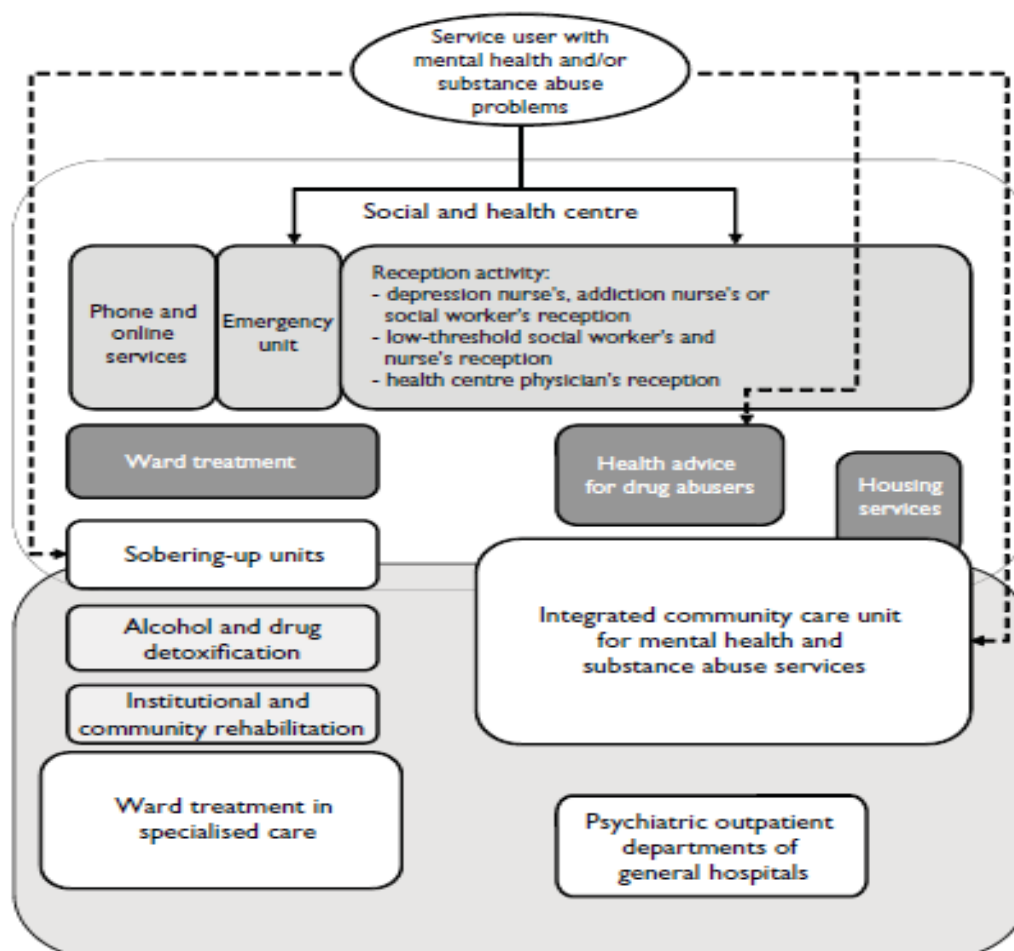 Service user with
mental health and/or
substance abuse
problems
Social and health centre
Phone and
online
services
Emergency
unit
Reception activity:
- depression nurse's, addiction nurse's or
social worker's reception
- low-threshold social worker's and
nurse's reception
- health centre physician's reception
Ward treatment
Health advice
for drug abusers
Housing
services
Sobering-up units
Integrated community care unit
for mental health and
substance abuse services
Alcohol and drug
detoxification
Institutional and
community rehabilitation
Ward treatment in
specialised care
Psychiatric outpatient
departments of
general hospitals